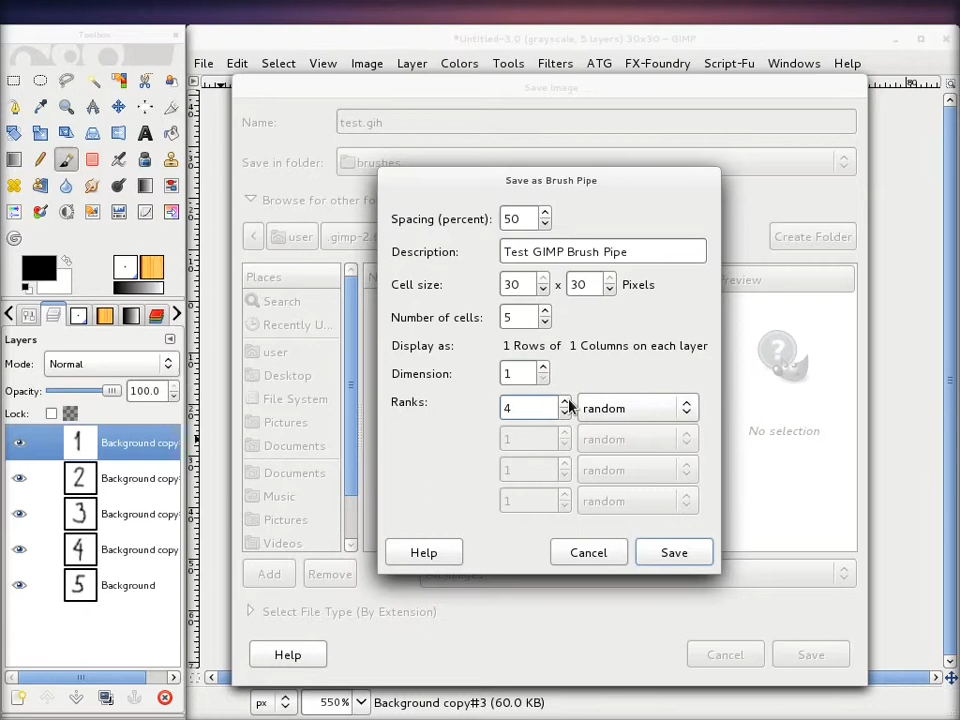 Toolbox
*Untitled-3.0 (grayscale, 5 layers) 30x30 – GIMP
File Edit Select View Image Layer Colors Tools Filters ATG FX-Foundry Script-Fu Windows Help
Save Image
Name: test.gih
Save in folder: brushes
Browse for other fo
user .gimp-2. Create Folder
Places
Search
Recently U...
user
Desktop
File System
Pictures
Documents
Documents
Music
Pictures
Videos
Add Remove
Preview
No selection
Select File Type (By Extension)
Help Cancel Save
Save as Brush Pipe
Spacing (percent): 50
Description: Test GIMP Brush Pipe
Cell size: 30 x 30 Pixels
Number of cells: 5
Display as: 1 Rows of 1 Columns on each layer
Dimension: 1
Ranks: 4 random
1 random
1 random
1 random
Help Cancel Save
Layers
Mode: Normal
Opacity: 100.0
Lock:
1 Background copy
2 Background copy
3 Background copy
4 Background copy
5 Background
px 550% Background copy#3 (60.0 KB)